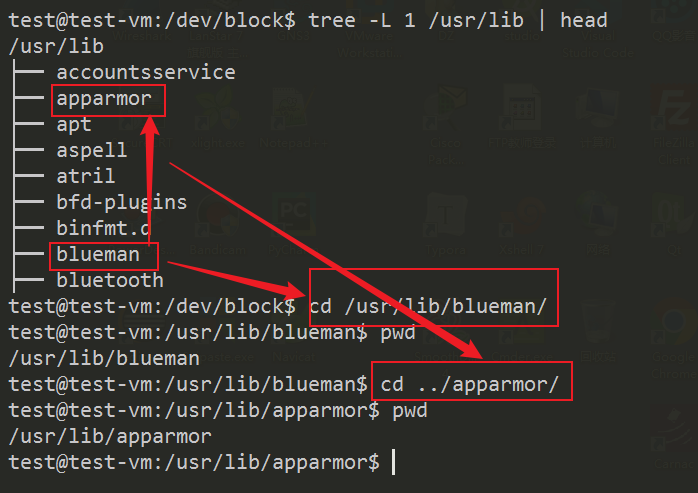 test@test-vm:/dev/block$ tree -L 1 /usr/lib | head
/usr/lib
├── accountsservice
├── apparmor
├── apt
├── aspell
├── atril
├── bfd-plugins
├── binfmt.d
├── blueman
├── bluetooth
test@test-vm:/dev/block$ cd /usr/lib/blueman/
test@test-vm:/usr/lib/blueman$ pwd
/usr/lib/blueman
test@test-vm:/usr/lib/blueman$ cd ../apparmor/
test@test-vm:/usr/lib/apparmor$ pwd
/usr/lib/apparmor
test@test-vm:/usr/lib/apparmor$